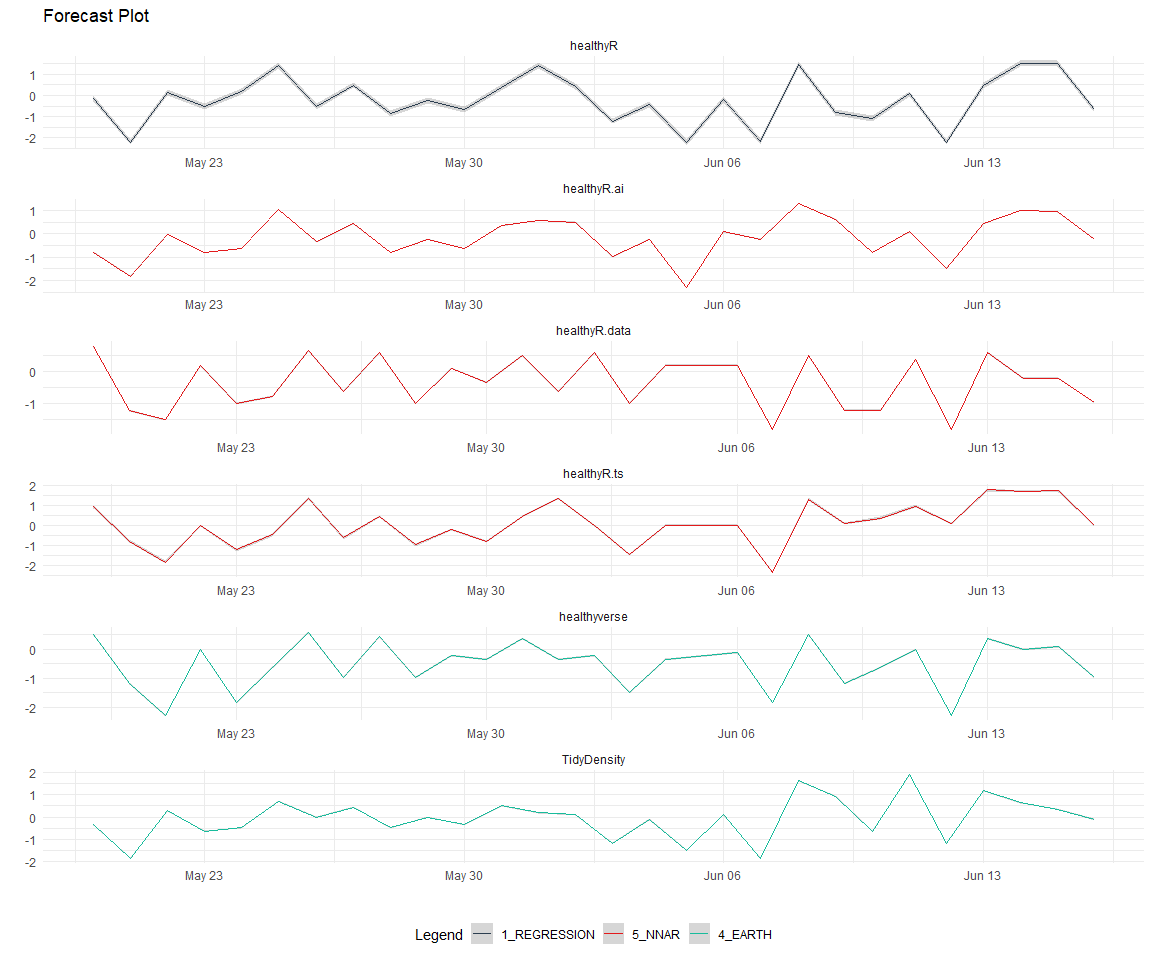 Forecast Plot
healthyR
1
0
-1
-2
May 23 May 30 Jun 06 Jun 13
healthyR.ai
1
0
-1
-2
May 23 May 30 Jun 06 Jun 13
healthyR.data
0
-1
May 23 May 30 Jun 06 Jun 13
healthyR.ts
2
1
0
-1
-2
May 23 May 30 Jun 06 Jun 13
healthyverse
0
-1
-2
May 23 May 30 Jun 06 Jun 13
TidyDensity
2
1
0
-1
-2
May 23 May 30 Jun 06 Jun 13
Legend 1_REGRESSION 5_NNAR 4_EARTH